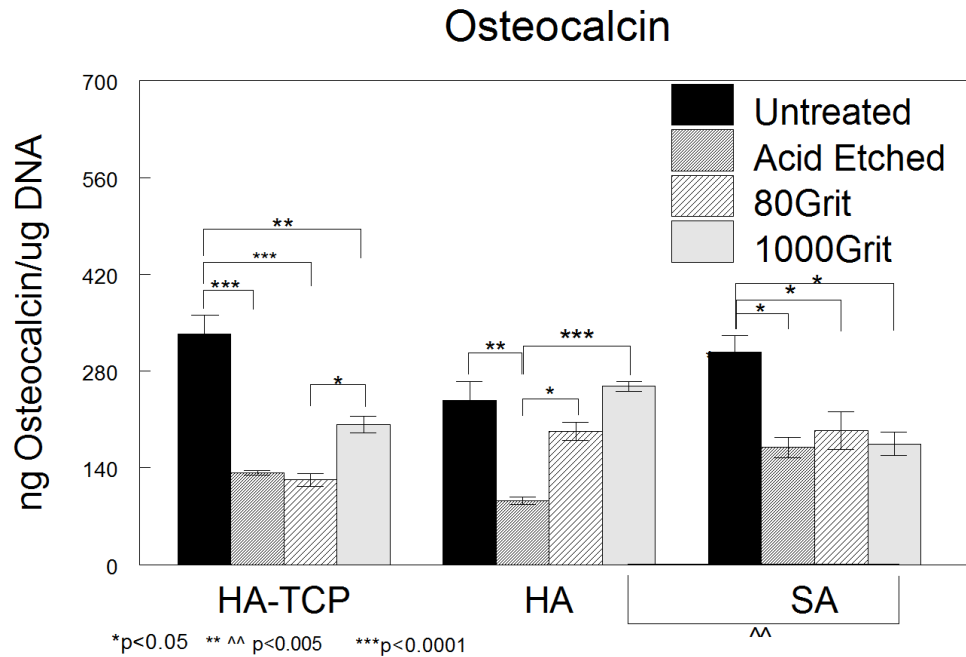 Osteocalcin
ng Osteocalcin/ug DNA
700
560
420
280
140
0
Untreated
Acid Etched
80Grit
1000Grit
**
***
***
*
**
***
*
*
*
*
*
HA-TCP
HA
SA
^^
*p<0.05 ** ^^ p<0.005 ***p<0.0001